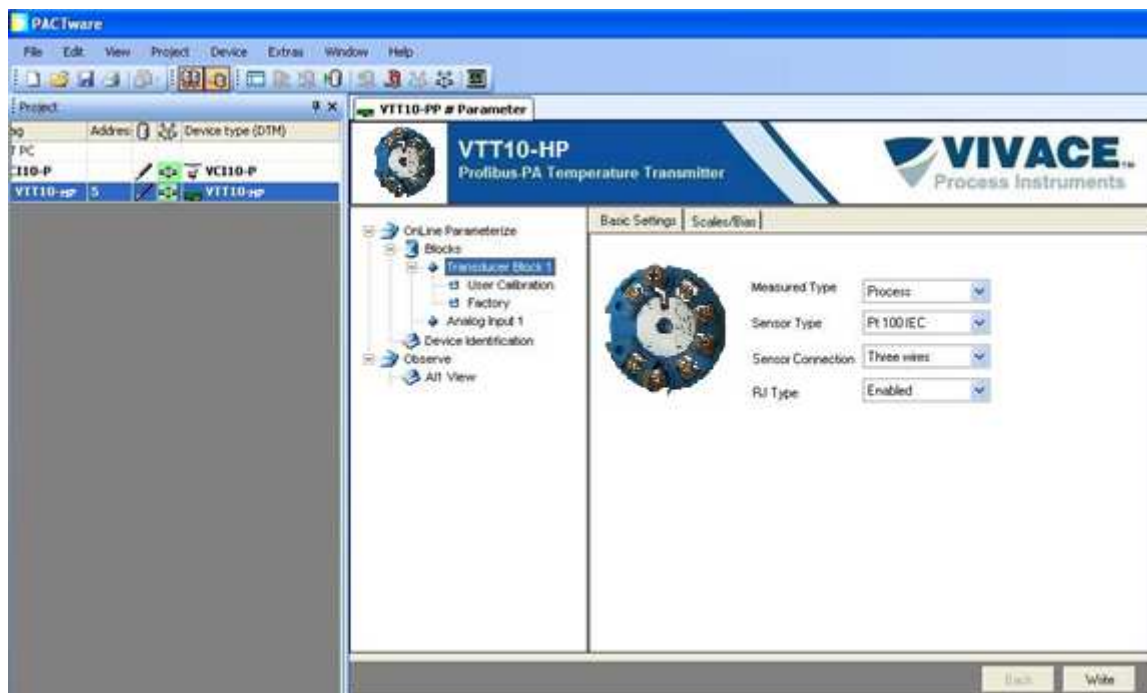 PACTware
File Edit View Project Device Extras Window Help
Project
VTT10-PP # Parameter
Addres Device type (DTM)
PC
CI10-P VCI10-P
VTT10-HP 5 VTT10-HP
VTT10-HP
Profibus-PA Temperature Transmitter
VIVACE
Process Instruments
OnLine Parameterize
Blocks
Transducer Block 1
User Calibration
Factory
Analog Input 1
Device Identification
Observe
AI1 View
Basic Settings Scales/Bias
Measured Type Process
Sensor Type Pt 100 IEC
Sensor Connection Three wires
RJ Type Enabled
Back Write